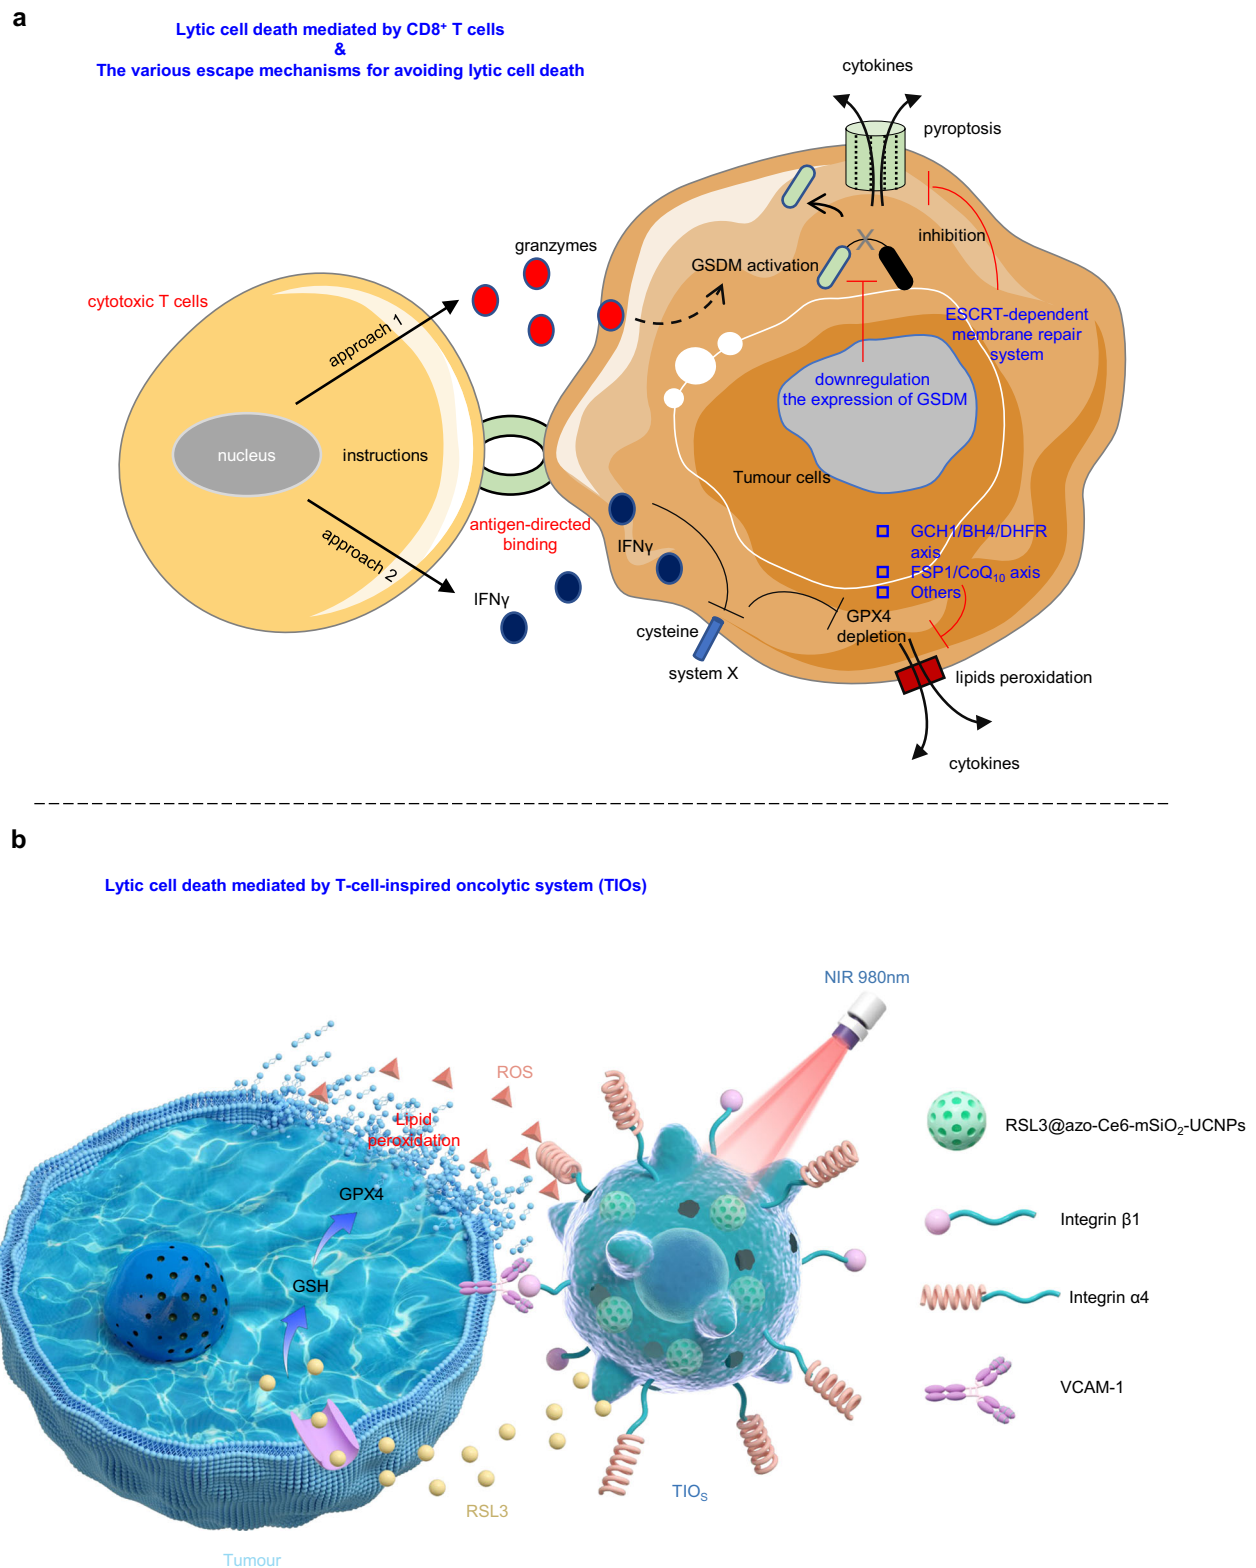 a
Lytic cell death mediated by CD8⁺ T cells
&
The various escape mechanisms for avoiding lytic cell death
cytokines
pyroptosis
inhibition
granzymes
GSDM activation
cytotoxic T cells
approach 1
ESCRT-dependent
membrane repair
system
downregulation
the expression of GSDM
nucleus
instructions
Tumour cells
antigen-directed
binding
approach 2
IFNγ
IFNγ
GCH1/BH4/DHFR
axis
FSP1/CoQ₁₀ axis
Others
GPX4
depletion
cysteine
system X
lipids peroxidation
cytokines
b
Lytic cell death mediated by T-cell-inspired oncolytic system (TIOs)
NIR 980nm
ROS
Lipid
peroxidation
RSL3@azo-Ce6-mSiO₂-UCNPs
GPX4
Integrin β1
GSH
Integrin α4
VCAM-1
TIOₛ
RSL3
Tumour